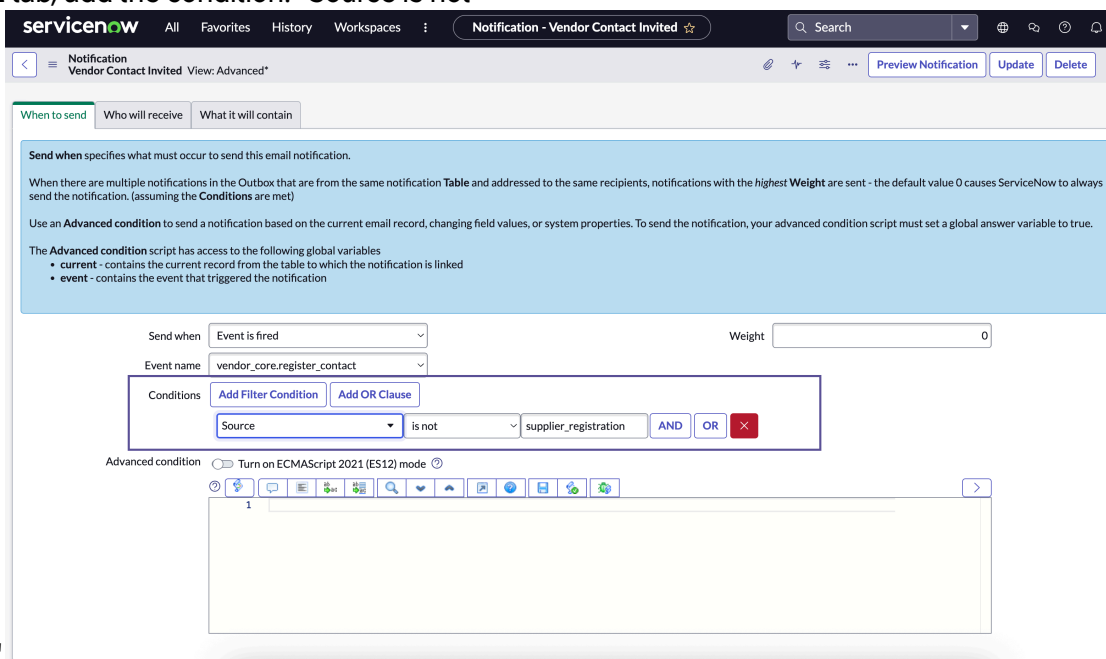 tab, add the condition: "Source is not
servicenow All Favorites History Workspaces Notification - Vendor Contact Invited Search
Notification
Vendor Contact Invited View: Advanced*
Preview Notification Update Delete
When to send Who will receive What it will contain
Send when specifies what must occur to send this email notification.
When there are multiple notifications in the Outbox that are from the same notification Table and addressed to the same recipients, notifications with the highest Weight are sent - the default value 0 causes ServiceNow to always
send the notification. (assuming the Conditions are met)
Use an Advanced condition to send a notification based on the current email record, changing field values, or system properties. To send the notification, your advanced condition script must set a global answer variable to true.
The Advanced condition script has access to the following global variables
• current - contains the current record from the table to which the notification is linked
• event - contains the event that triggered the notification
Send when Event is fired Weight 0
Event name vendor_core.register_contact
Conditions Add Filter Condition Add OR Clause
Source is not supplier_registration AND OR
Advanced condition Turn on ECMAScript 2021 (ES12) mode
1